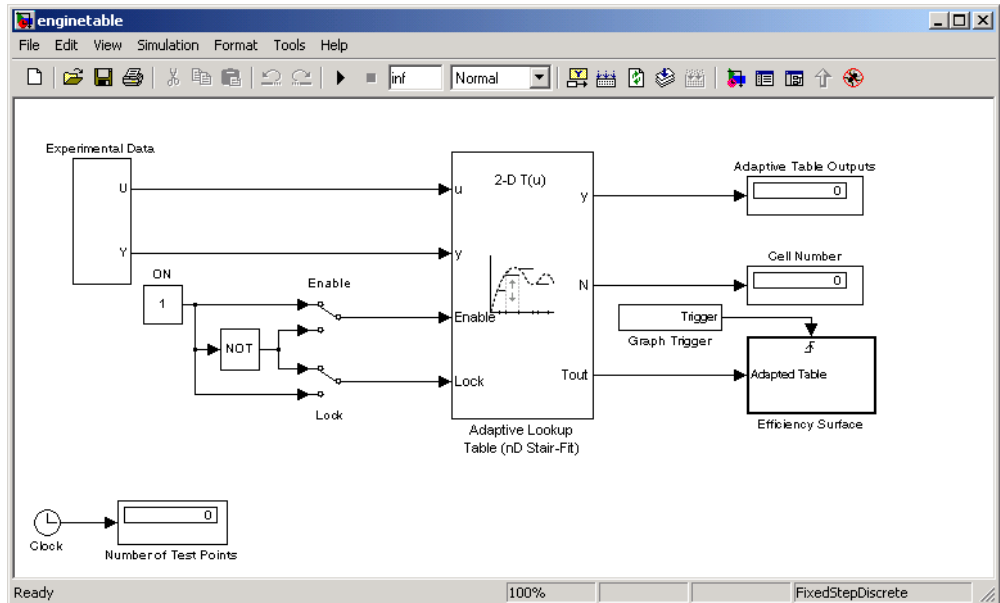 enginetable
File Edit View Simulation Format Tools Help
inf Normal
Experimental Data
U
Y
ON
1
NOT
Enable
Lock
2-D T(u)
u
y
Enable
Lock
y
N
Tout
Adaptive Lookup
Table (nD Stair-Fit)
Adaptive Table Outputs
0
Cell Number
0
Trigger
Graph Trigger
Adapted Table
Efficiency Surface
Clock
0
Number of Test Points
Ready 100% FixedStepDiscrete